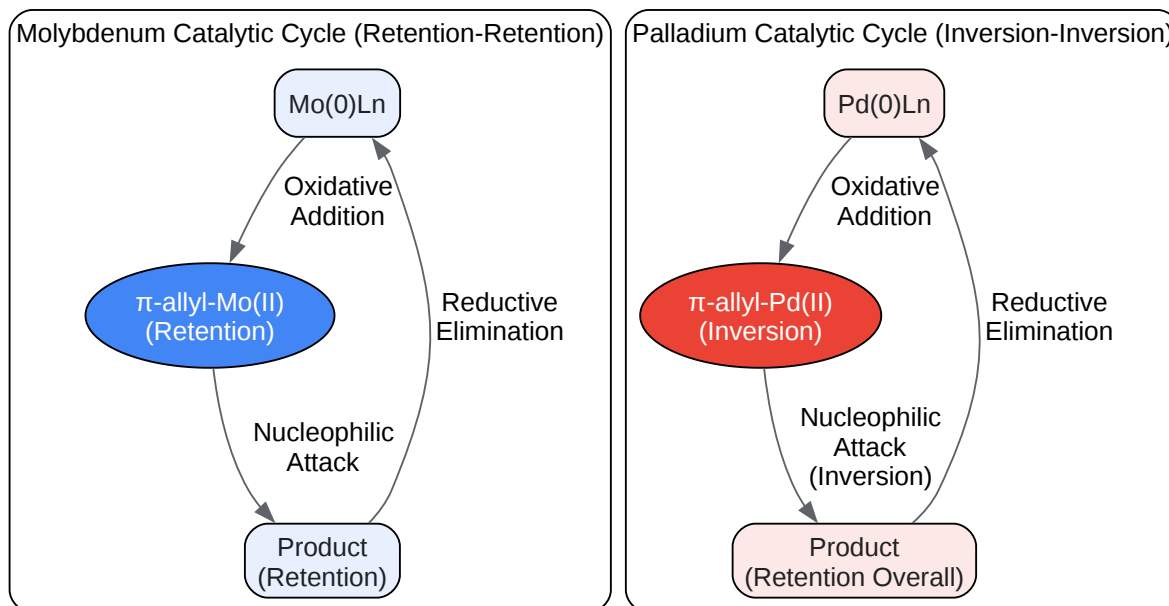 Molybdenum Catalytic Cycle (Retention-Retention)
Mo(0)Ln
Oxidative
Addition
π-allyl-Mo(II)
(Retention)
Reductive
Elimination
Nucleophilic
Attack
Product
(Retention)
Palladium Catalytic Cycle (Inversion-Inversion)
Pd(0)Ln
Oxidative
Addition
π-allyl-Pd(II)
(Inversion)
Reductive
Elimination
Nucleophilic
Attack
(Inversion)
Product
(Retention Overall)